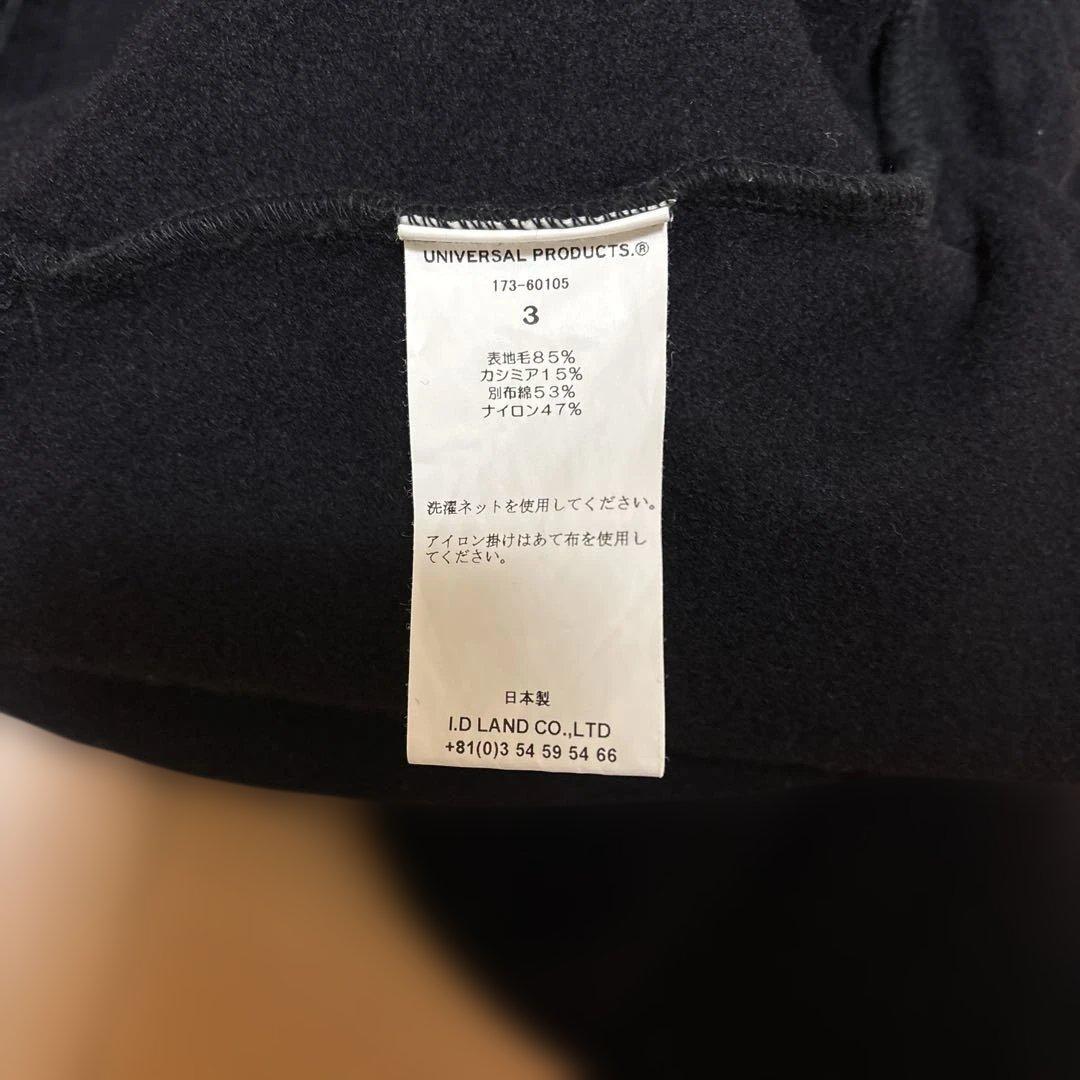 UNIVERSAL PRODUCTS.®
173-60105
3
表地毛85%
カシミア15%
別布綿53%
ナイロン47%
洗濯ネットを使用してください。
アイロン掛けはあて布を使用し
てください。
日本製
I.D LAND CO.,LTD
+81(0)3 54 59 54 66